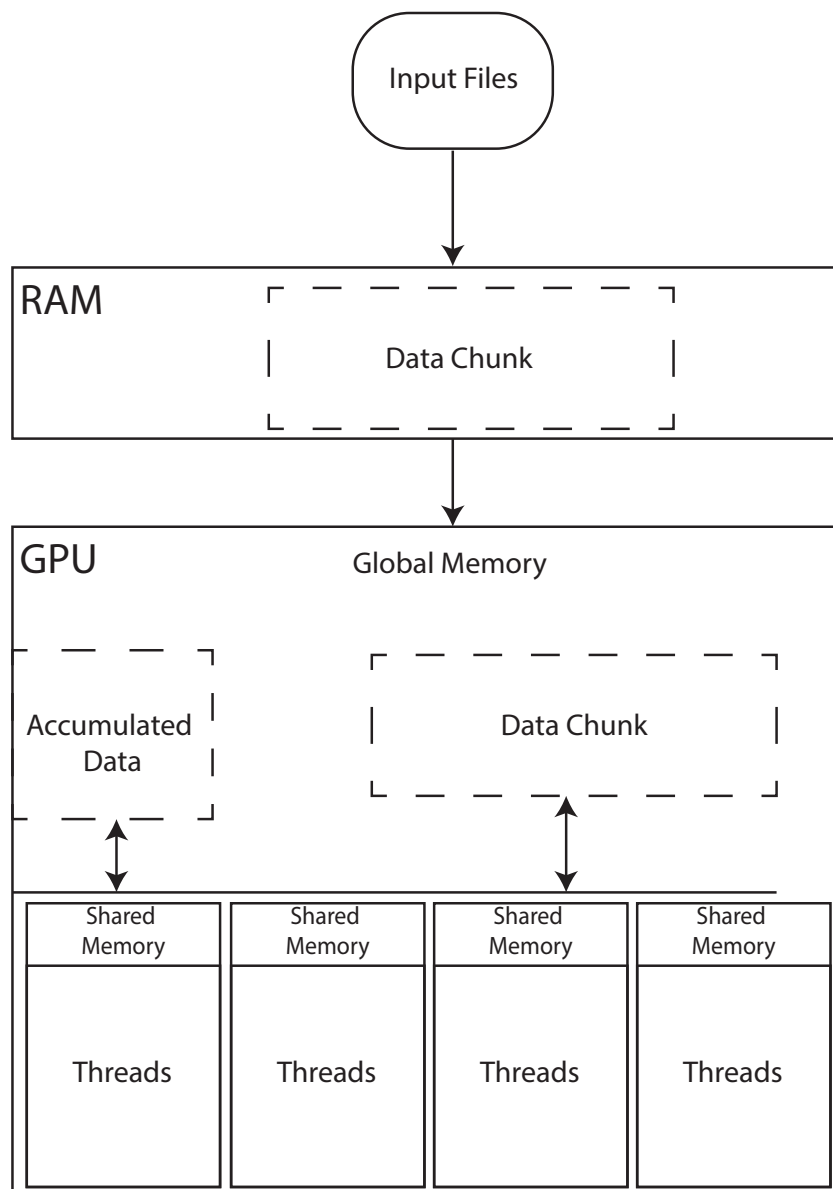 Input Files
RAM
Data Chunk
GPU
Global Memory
Accumulated
Data
Data Chunk
Shared
Memory
Shared
Memory
Shared
Memory
Shared
Memory
Threads
Threads
Threads
Threads